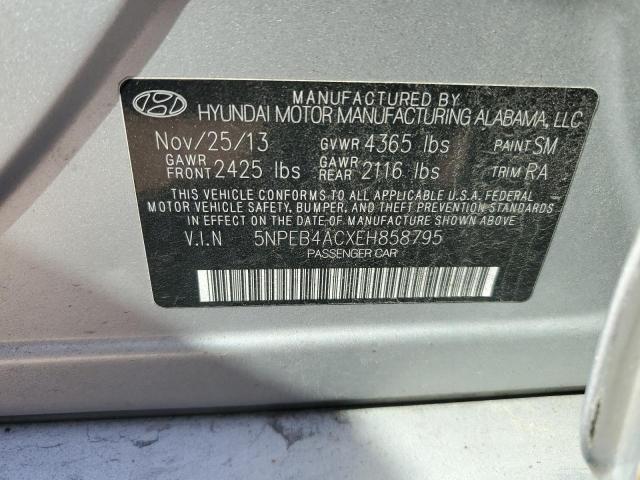 MANUFACTURED BY
HYUNDAI MOTOR MANUFACTURING ALABAMA, LLC
Nov/25/13 GVWR 4365 lbs PAINT SM
GAWR FRONT 2425 lbs GAWR REAR 2116 lbs TRIM RA
THIS VEHICLE CONFORMS TO ALL APPLICABLE U.S.A. FEDERAL
MOTOR VEHICLE SAFETY, BUMPER, AND THEFT PREVENTION STANDARDS
IN EFFECT ON THE DATE OF MANUFACTURE SHOWN ABOVE
V.I.N 5NPEB4ACXEH858795
PASSENGER CAR